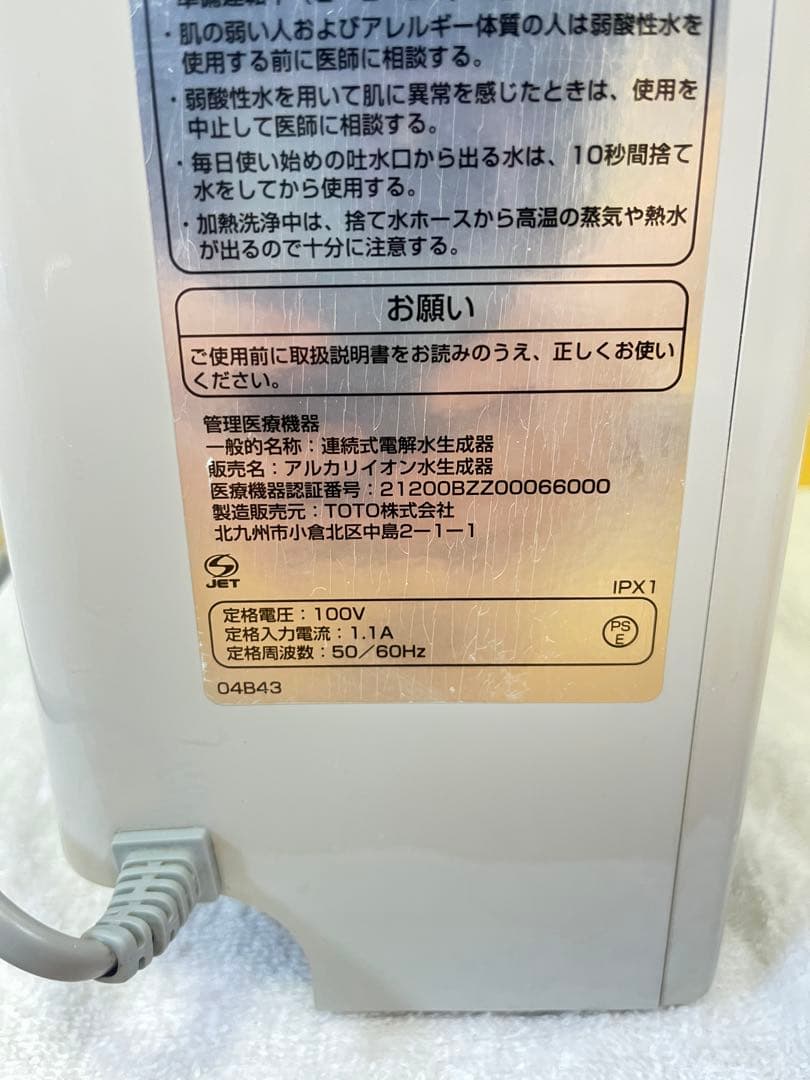 ・肌の弱い人およびアレルギー体質の人は弱酸性水を
使用する前に医師に相談する。
・弱酸性水を用いて肌に異常を感じたときは、使用を
中止して医師に相談する。
・毎日使い始めの吐水口から出る水は、10秒間捨て
水をしてから使用する。
・加熱洗浄中は、捨て水ホースから高温の蒸気や熱水
が出るので十分に注意する。
お願い
ご使用前に取扱説明書をお読みのうえ、正しくお使い
ください。
管理医療機器
一般的名称：連続式電解水生成器
販売名：アルカリイオン水生成器
医療機器認証番号：21200BZZ00066000
製造販売元：TOTO株式会社
北九州市小倉北区中島2－1－1
JET
IPX1
定格電圧：100V
定格入力電流：1.1A
定格周波数：50／60Hz
PS
E
04B43